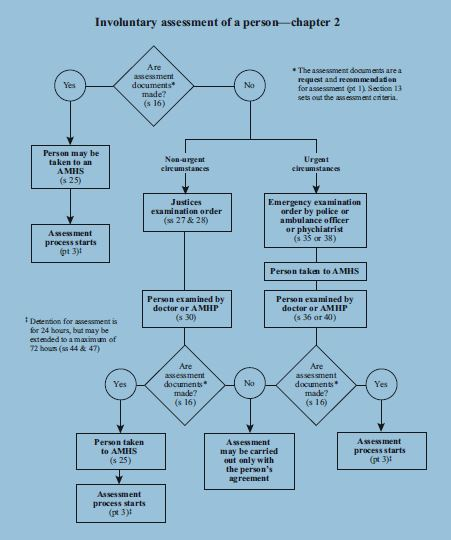 Involuntary assessment of a person—chapter 2
Are
assessment
documents*
made?
(s 16)
Yes
No
* The assessment documents are a
request and recommendation
for assessment (pt 1). Section 13
sets out the assessment criteria.
Person may be
taken to an
AMHS
(s 25)
Assessment
process starts
(pt 3)‡
Non-urgent
circumstances
Urgent
circumstances
Justices
examination order
(ss 27 & 28)
Emergency examination
order by police or
ambulance officer
or phychiatrist
(s 35 or 38)
Person taken to AMHS
Person examined by
doctor or AMHP
(s 30)
Person examined by
doctor or AMHP
(s 36 or 40)
‡ Detention for assessment is
for 24 hours, but may be
extended to a maximum of
72 hours (ss 44 & 47)
Yes
Are
assessment
documents*
made?
(s 16)
No
Are
assessment
documents*
made?
(s 16)
Yes
Person taken
to AMHS
(s 25)
Assessment
process starts
(pt 3)‡
Assessment
may be carried
out only with
the person's
agreement
Assessment
process starts
(pt 3)‡